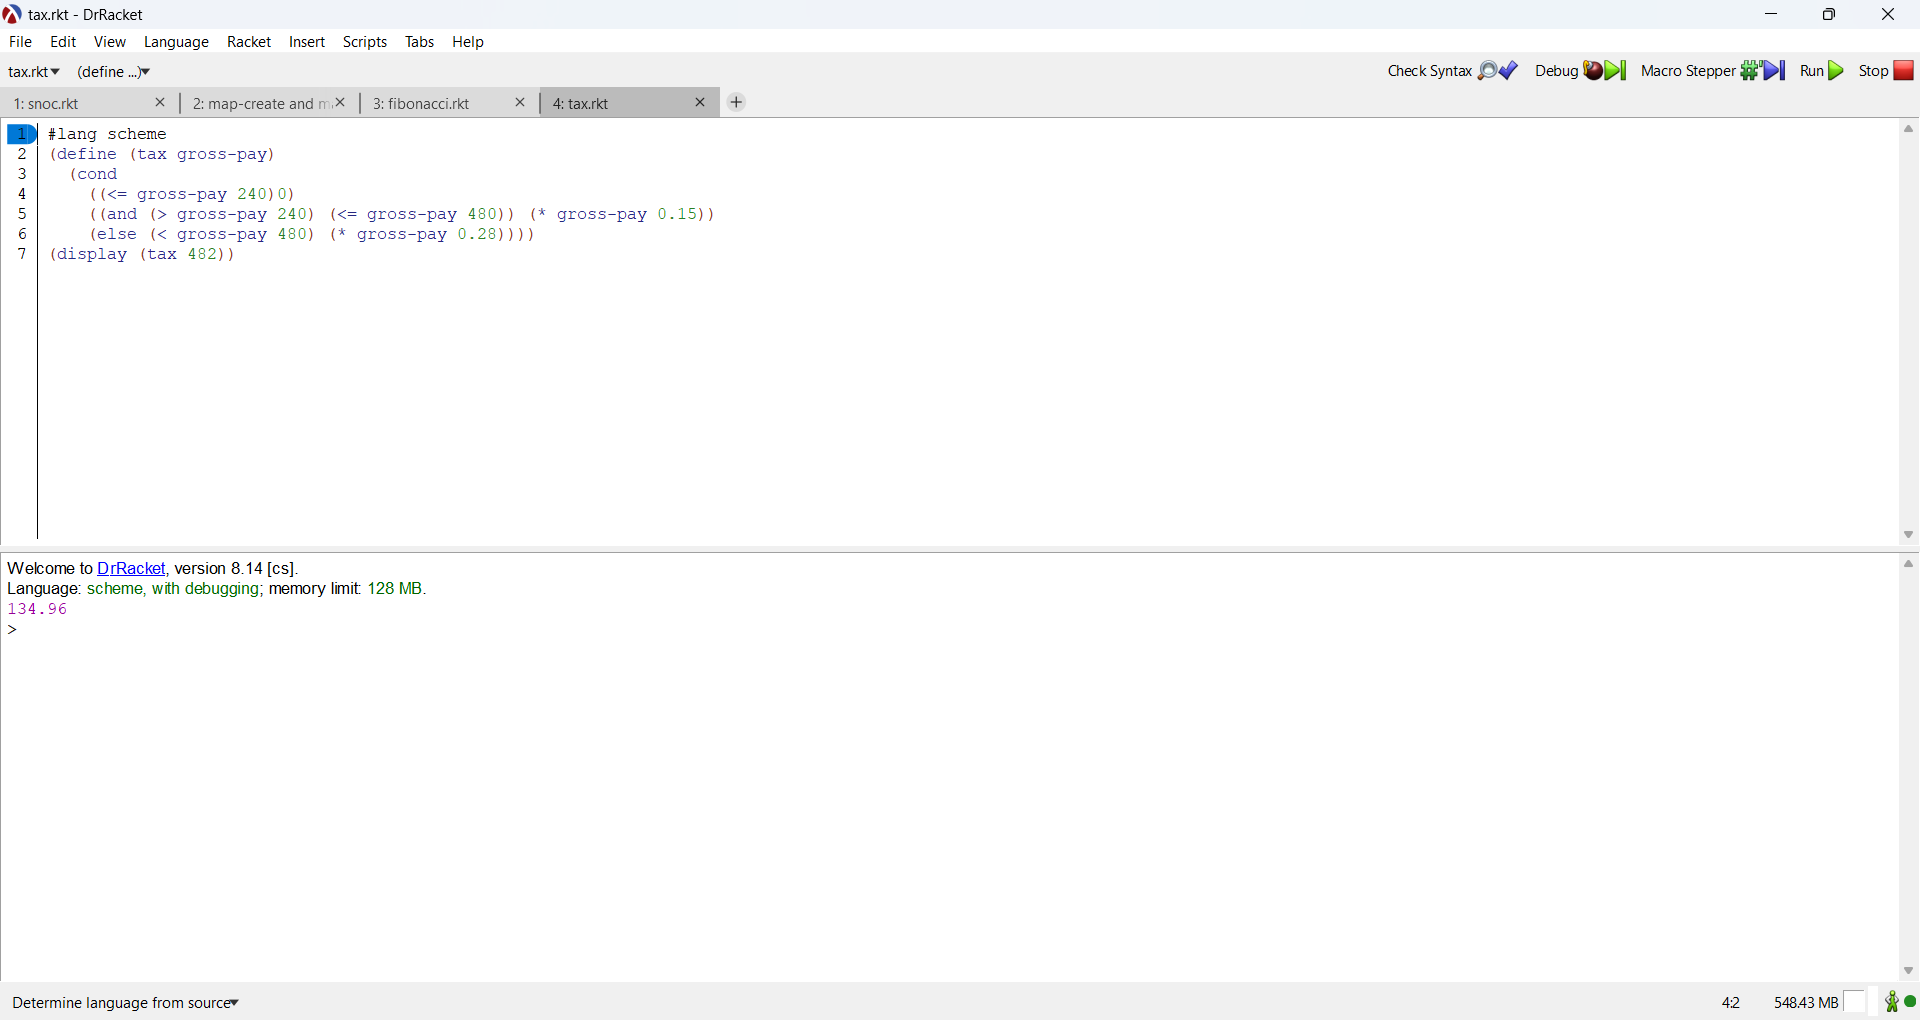 tax.rkt - DrRacket
File Edit View Language Racket Insert Scripts Tabs Help
tax.rkt (define ...) Check Syntax Debug Macro Stepper Run Stop
1: snoc.rkt 2: map-create and 3: fibonacci.rkt 4: tax.rkt
1 #lang scheme
2 (define (tax gross-pay)
3 (cond
4 ((<= gross-pay 240)0)
5 ((and (> gross-pay 240) (<= gross-pay 480)) (* gross-pay 0.15))
6 (else (< gross-pay 480) (* gross-pay 0.28))))
7 (display (tax 482))
Welcome to DrRacket, version 8.14 [cs].
Language: scheme, with debugging; memory limit: 128 MB.
134.96
>
Determine language from source 4:2 548.43 MB